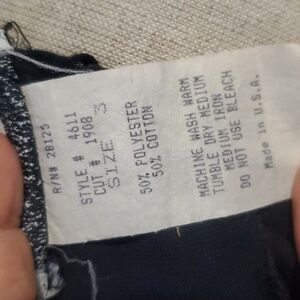 R/N# 28125
STYLE # 4611
CUT # 1908
SIZE 3
50% POLYESTER
50% COTTON
MACHINE WASH WARM
TUMBLE DRY MEDIUM
MEDIUM IRON
DO NOT USE BLEACH
Made in U.S.A.